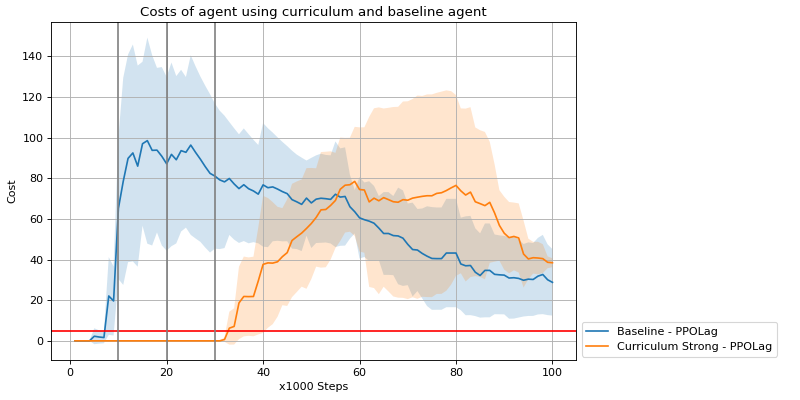 Costs of agent using curriculum and baseline agent
Cost
140
120
100
80
60
40
20
0
0 20 40 60 80 100
x1000 Steps
Baseline - PPOLag
Curriculum Strong - PPOLag